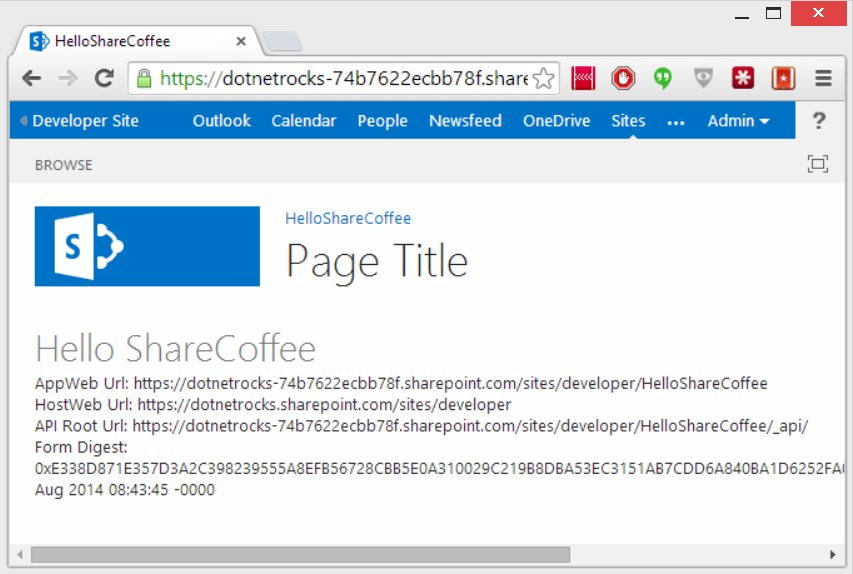 HelloShareCoffee
https://dotnetrocks-74b7622ecbb78f.share
Developer Site Outlook Calendar People Newsfeed OneDrive Sites ... Admin ?
BROWSE
S
HelloShareCoffee
Page Title
Hello ShareCoffee
AppWeb Url: https://dotnetrocks-74b7622ecbb78f.sharepoint.com/sites/developer/HelloShareCoffee
HostWeb Url: https://dotnetrocks.sharepoint.com/sites/developer
API Root Url: https://dotnetrocks-74b7622ecbb78f.sharepoint.com/sites/developer/HelloShareCoffee/_api/
Form Digest:
0xE338D871E357D3A2C398239555A8EFB56728CBB5E0A310029C219B8DBA53EC3151AB7CDD6A840BA1D6252FA0
Aug 2014 08:43:45 -0000